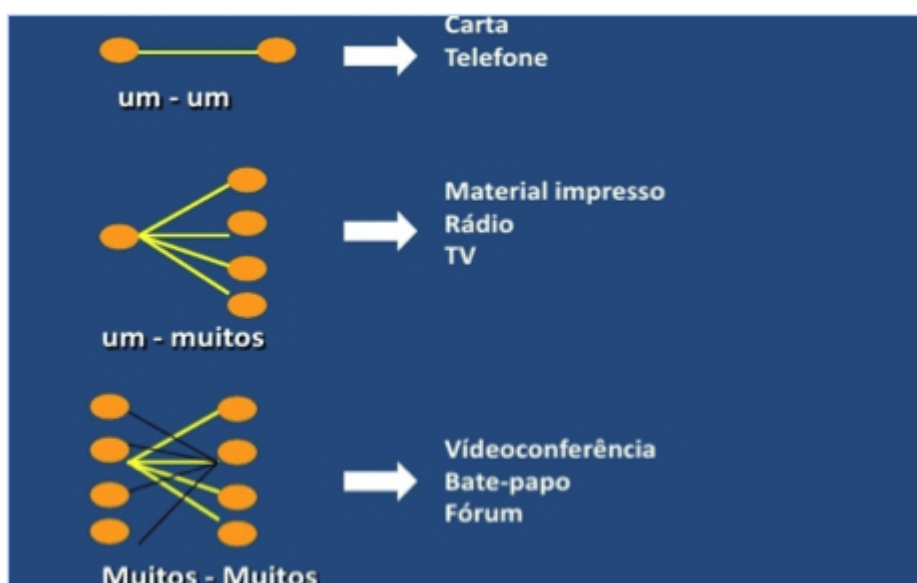 Carta
Telefone
um - um
Material impresso
Rádio
TV
um - muitos
Vídeoconferência
Bate-papo
Fórum
Muitos - Muitos